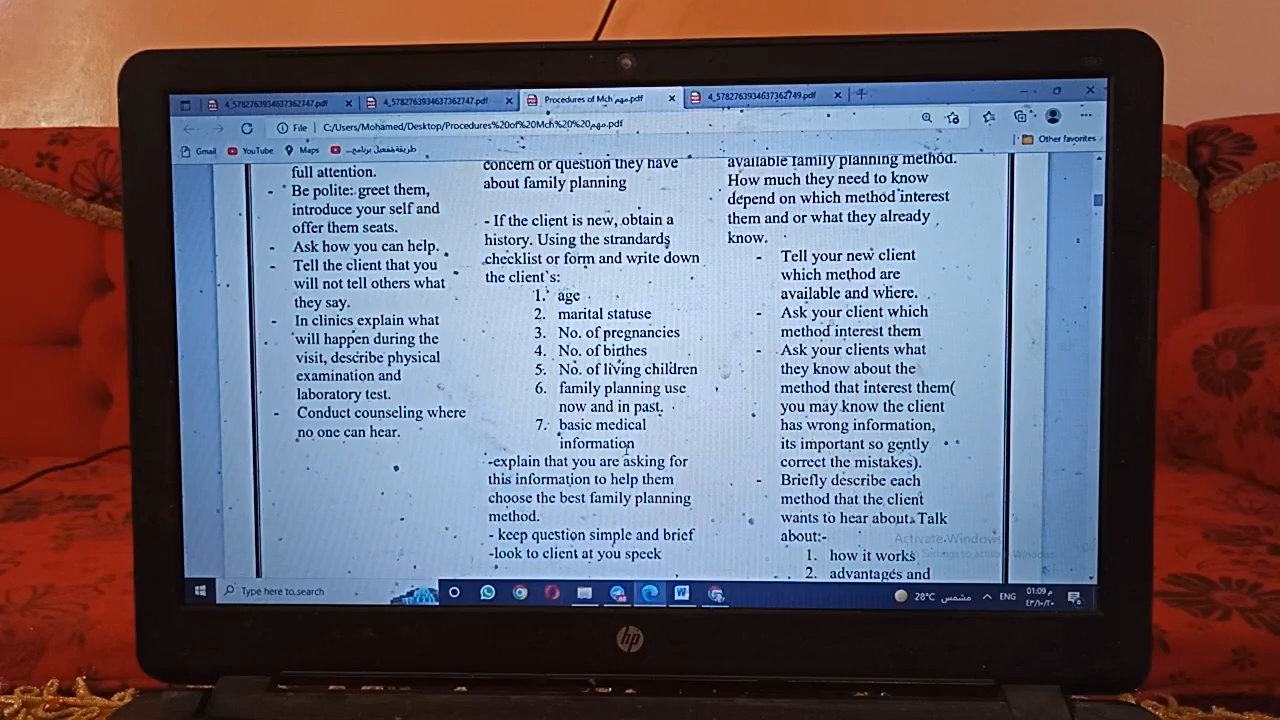 4_5782763934637362747.pdf
4_5782763934637362747.pdf
Procedures of Mch مهم.pdf
4_5782763934637362749.pdf
File
C:/Users/Mohamed/Desktop/Procedures%20of%20Mch%20%20مهم.pdf
Gmail
YouTube
Maps
Other favorites
full attention.
- Be polite: greet them,
introduce your self and
offer them seats.
- Ask how you can help.
- Tell the client that you
will not tell others what
they say.
- In clinics explain what
will happen during the
visit, describe physical
examination and
laboratory test.
- Conduct counseling where
no one can hear.
concern or question they have
about family planning
- If the client is new, obtain a
history. Using the strandards
checklist or form and write down
the client`s:
1. age
2. marital statuse
3. No. of pregnancies
4. No. of birthes
5. No. of living children
6. family planning use
now and in past.
7. basic medical
information
-explain that you are asking for
this information to help them
choose the best family planning
method.
- keep question simple and brief
-look to client at you speek
available family planning method.
How much they need to know
depend on which method interest
them and or what they already
know.
- Tell your new client
which method are
available and where.
- Ask your client which
method interest them
- Ask your clients what
they know about the
method that interest them(
you may know the client
has wrong information,
its important so gently
correct the mistakes).
- Briefly describe each
method that the client
wants to hear about. Talk
about:-
1. how it works
2. advantages and
Activate Windows
Type here to search
28°C مشمس
ENG
01:09 م
hp